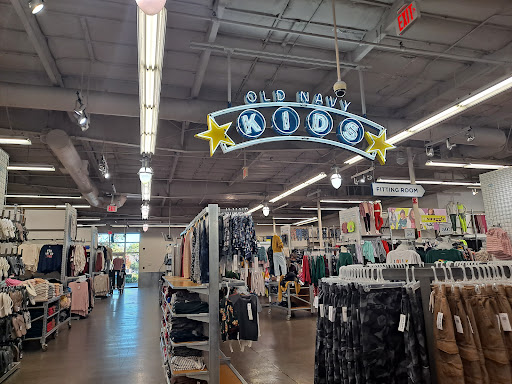 EXIT
OLD NAVY
KIDS
FITTING ROOM